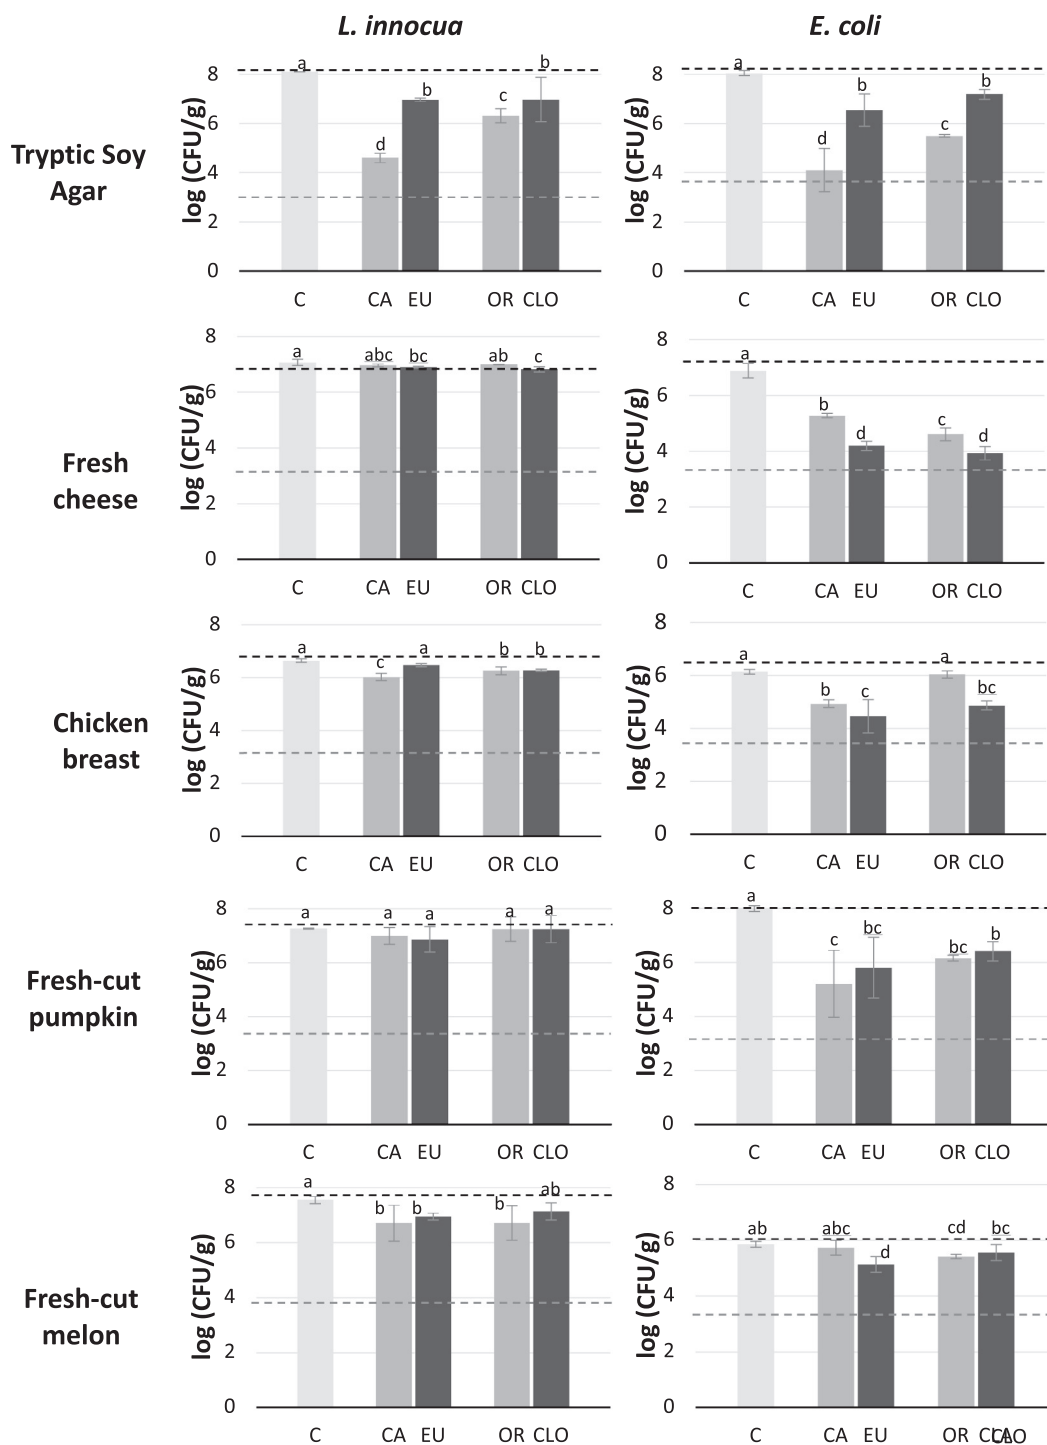 L. innocua
E. coli
Tryptic Soy
Agar
log (CFU/g)
8
6
4
2
0
a
d
b
c
b
C
CA
EU
OR
CLO
log (CFU/g)
8
6
4
2
0
a
d
b
c
b
C
CA
EU
OR
CLO
Fresh
cheese
log (CFU/g)
8
6
4
2
0
a
abc
bc
ab
c
C
CA
EU
OR
CLO
log (CFU/g)
8
6
4
2
0
a
b
d
c
d
C
CA
EU
OR
CLO
Chicken
breast
log (CFU/g)
8
6
4
2
0
a
c
a
b
b
C
CA
EU
OR
CLO
log (CFU/g)
8
6
4
2
0
a
b
c
a
bc
C
CA
EU
OR
CLO
Fresh-cut
pumpkin
log (CFU/g)
8
6
4
2
0
a
a
a
a
a
C
CA
EU
OR
CLO
log (CFU/g)
8
6
4
2
0
a
c
bc
bc
b
C
CA
EU
OR
CLO
Fresh-cut
melon
log (CFU/g)
8
6
4
2
0
a
b
b
b
ab
C
CA
EU
OR
CLO
log (CFU/g)
8
6
4
2
0
ab
abc
d
cd
bc
C
CA
EU
OR
CLO